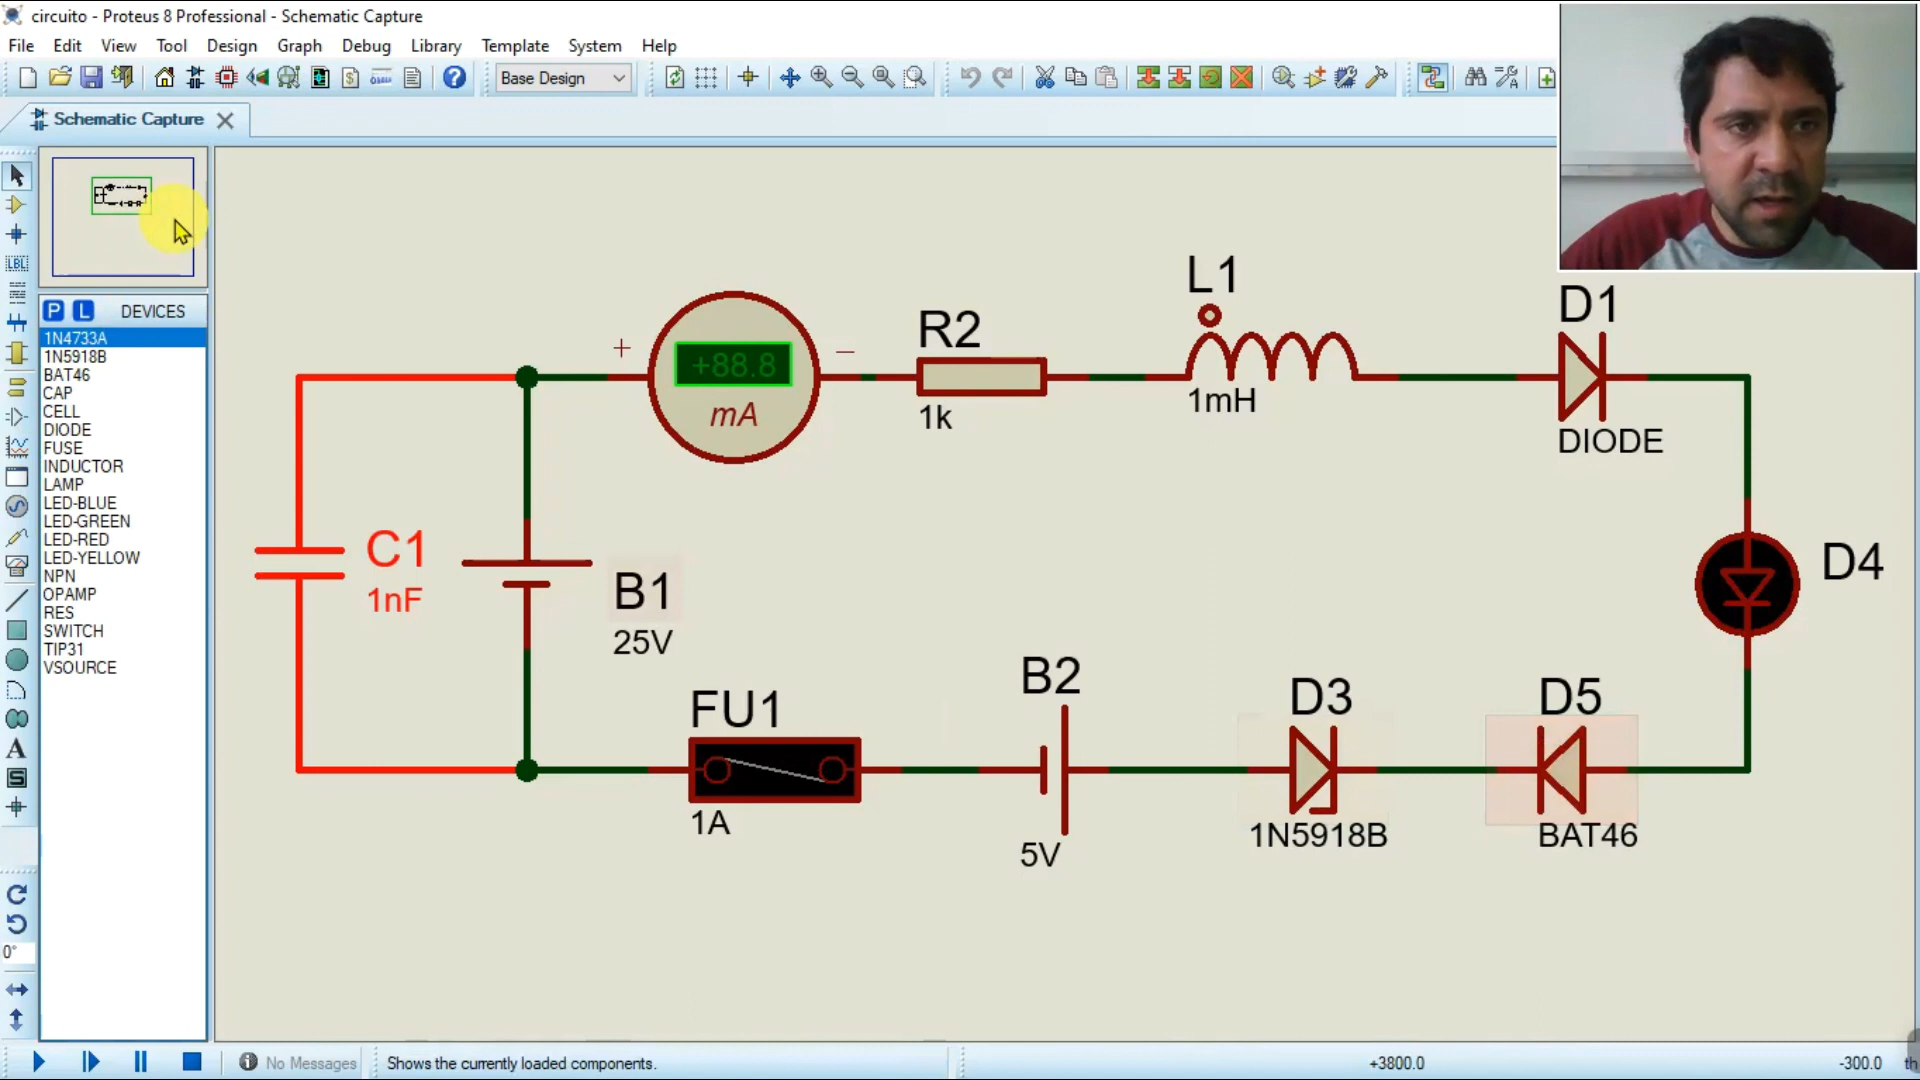 circuito - Proteus 8 Professional - Schematic Capture
File Edit View Tool Design Graph Debug Library Template System Help
Base Design
Schematic Capture
P L DEVICES
1N4733A
1N5918B
BAT46
CAP
CELL
DIODE
FUSE
INDUCTOR
LAMP
LED-BLUE
LED-GREEN
LED-RED
LED-YELLOW
NPN
OPAMP
RES
SWITCH
TIP31
VSOURCE
LBL
A
S
0°
+88.8
mA
+
−
R2
1k
L1
1mH
D1
DIODE
C1
1nF
B1
25V
D4
FU1
1A
B2
5V
D3
1N5918B
D5
BAT46
No Messages
Shows the currently loaded components.
+3800.0
-300.0
th